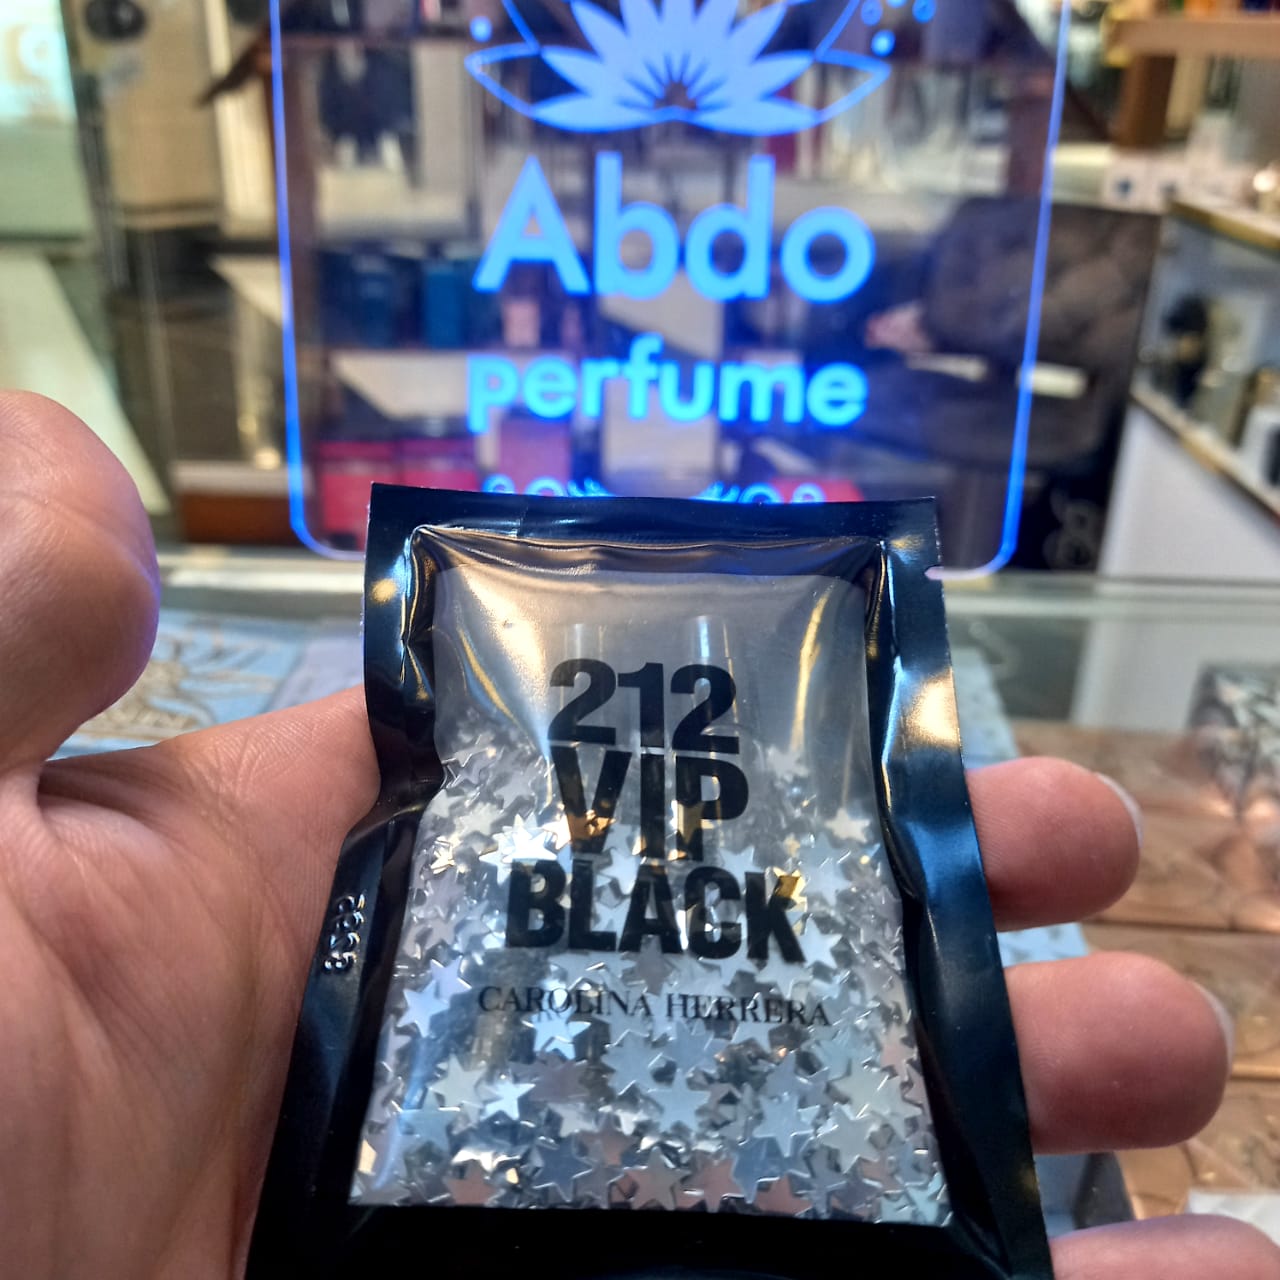 Abdo
perfume
212
VIP
BLACK
CAROLINA HERRERA